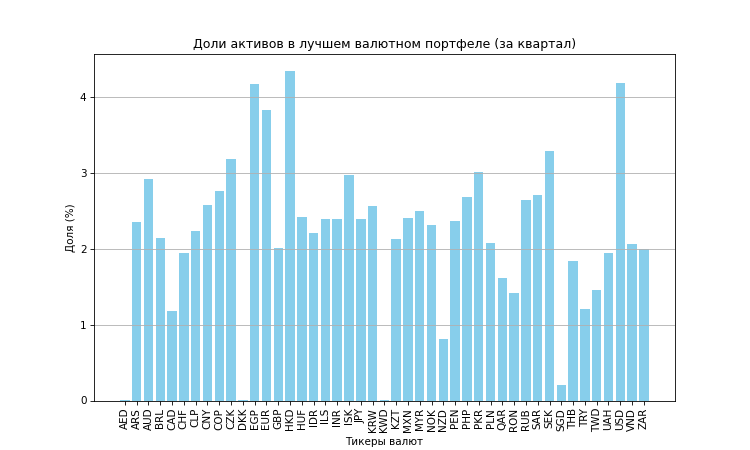 Доли активов в лучшем валютном портфеле (за квартал)
Доля (%)
4
3
2
1
0
AED ARS AUD BRL CAD CHF CLP CNY COP CZK DKK EGP EUR GBP HKD HUF IDR ILS INR ISK JPY KRW KWD KZT MXN MYR NOK NZD PEN PHP PKR PLN QAR RON RUB SAR SEK SGD THB TRY TWD UAH USD VND ZAR
Тикеры валют